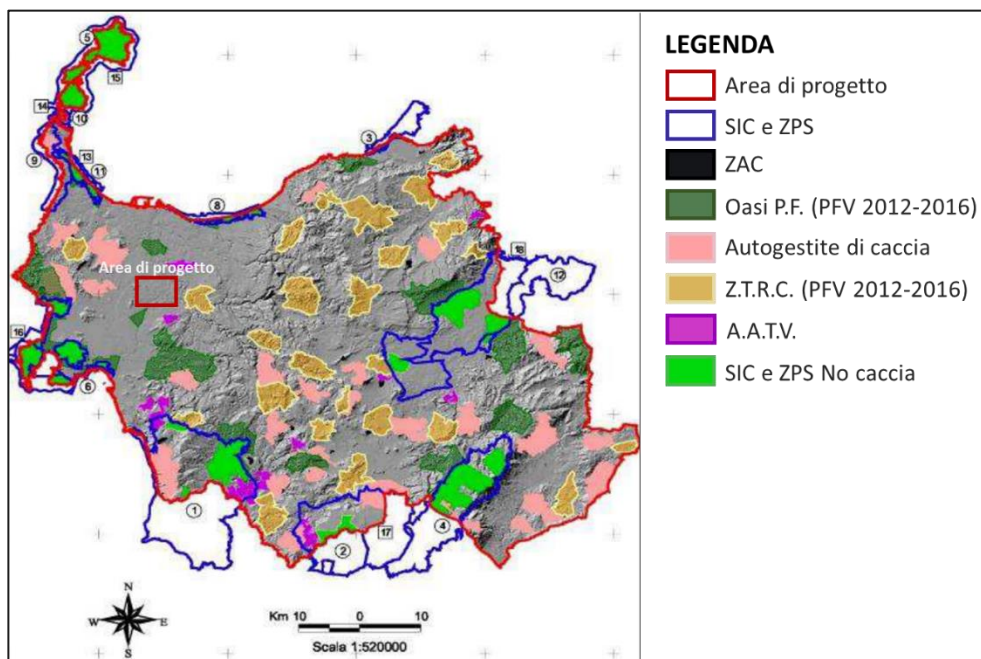 5
15
14
10
3
9
13
11
8
18
12
Area di progetto
16
6
1
17
4
2
N
W
E
S
Km 10 0 10
Scala 1:520000
LEGENDA
Area di progetto
SIC e ZPS
ZAC
Oasi P.F. (PFV 2012-2016)
Autogestite di caccia
Z.T.R.C. (PFV 2012-2016)
A.A.T.V.
SIC e ZPS No caccia